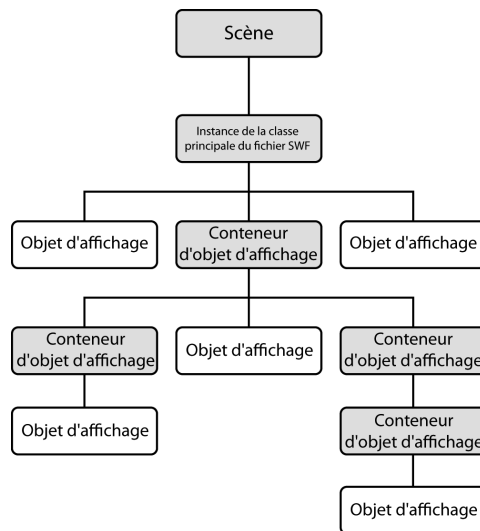 Scène
Instance de la classe
principale du fichier SWF
Objet d'affichage
Conteneur
d'objet d'affichage
Objet d'affichage
Conteneur
d'objet d'affichage
Objet d'affichage
Conteneur
d'objet d'affichage
Objet d'affichage
Conteneur
d'objet d'affichage
Objet d'affichage